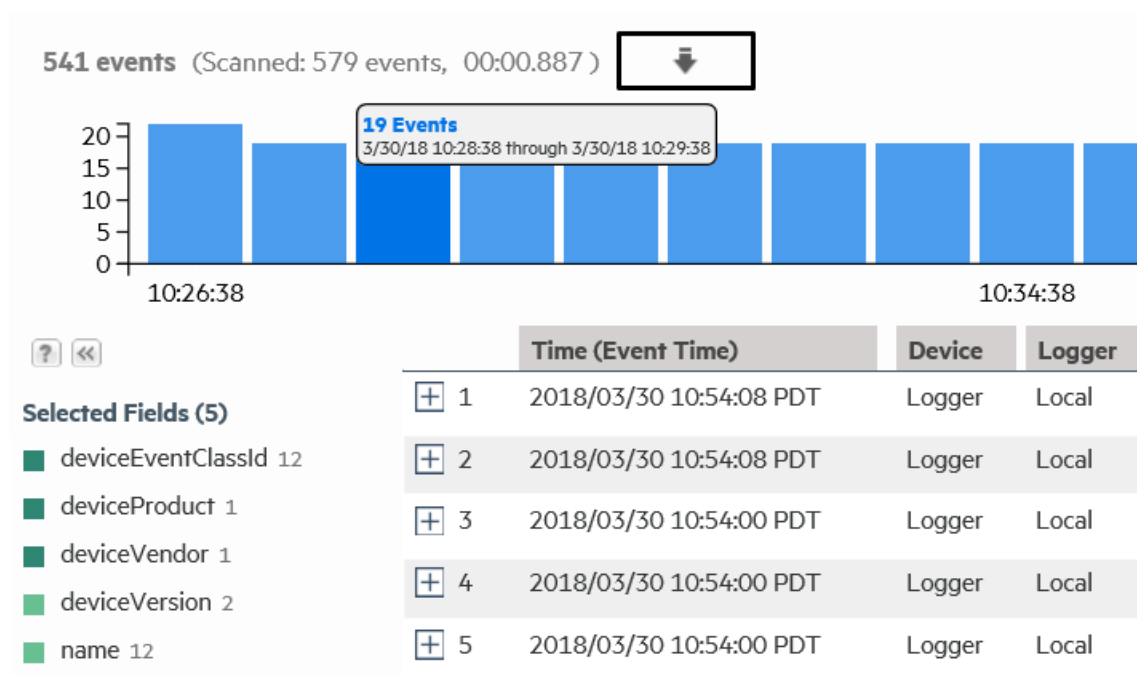 541 events (Scanned: 579 events, 00:00.887 )
19 Events
3/30/18 10:28:38 through 3/30/18 10:29:38
20
15
10
5
0
10:26:38 10:34:38
? «
Time (Event Time) Device Logger
Selected Fields (5)
deviceEventClassId 12
deviceProduct 1
deviceVendor 1
deviceVersion 2
name 12
1 2018/03/30 10:54:08 PDT Logger Local
2 2018/03/30 10:54:08 PDT Logger Local
3 2018/03/30 10:54:00 PDT Logger Local
4 2018/03/30 10:54:00 PDT Logger Local
5 2018/03/30 10:54:00 PDT Logger Local